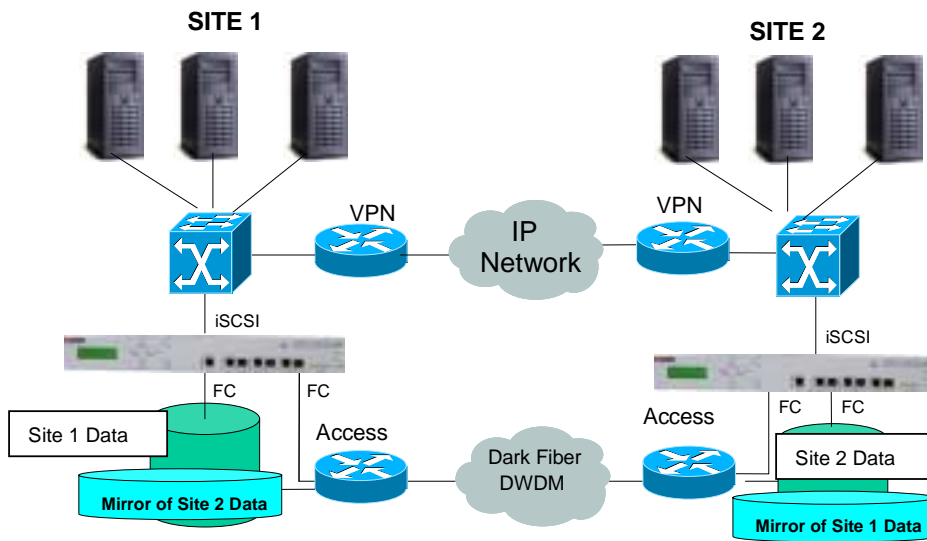 SITE 1
SITE 2
VPN
IP
Network
VPN
iSCSI
iSCSI
FC
FC
FC
FC
Site 1 Data
Access
Dark Fiber
DWDM
Access
Site 2 Data
Mirror of Site 2 Data
Mirror of Site 1 Data